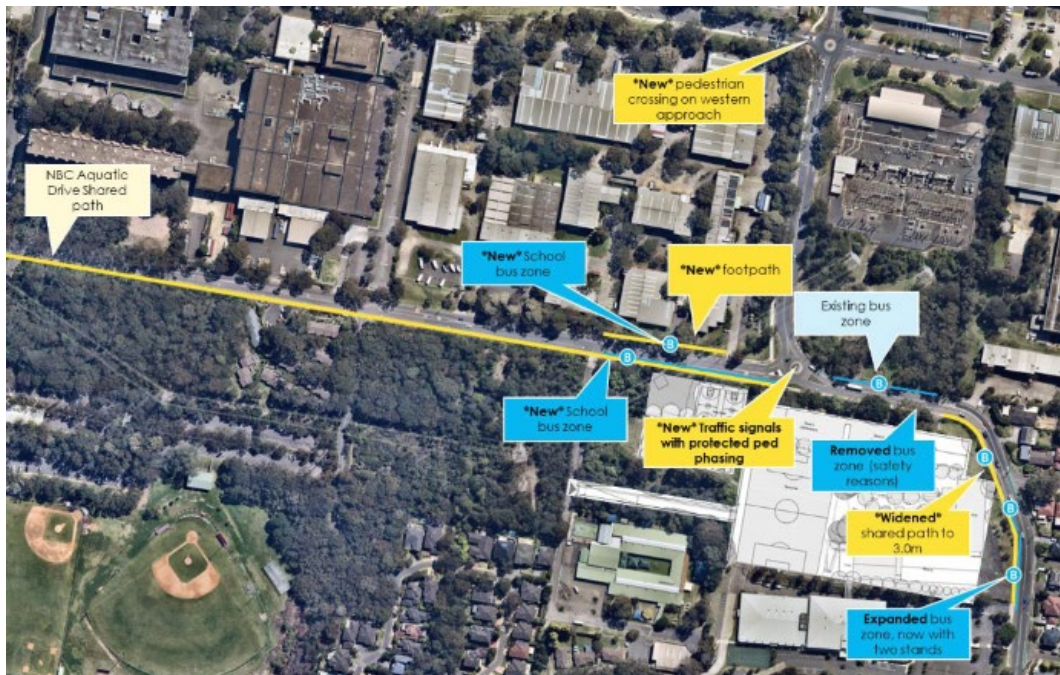 *New* pedestrian
crossing on western
approach
NBC Aquatic
Drive Shared
path
*New* School
bus zone
*New* footpath
Existing bus
zone
B
B
B
*New* School
bus zone
*New* Traffic signals
with protected ped
phasing
Removed bus
zone (safety
reasons)
B
*Widened*
shared path to
3.0m
B
B
Expanded bus
zone, now with
two stands